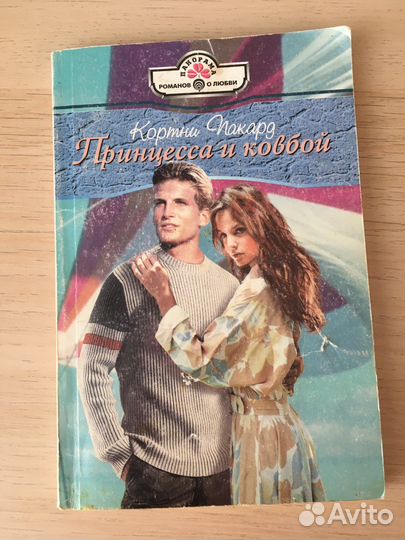 ПАНОРАМА
РОМАНОВ О ЛЮБВИ
Кортни Пакард
Принцесса и ковбой
Avito